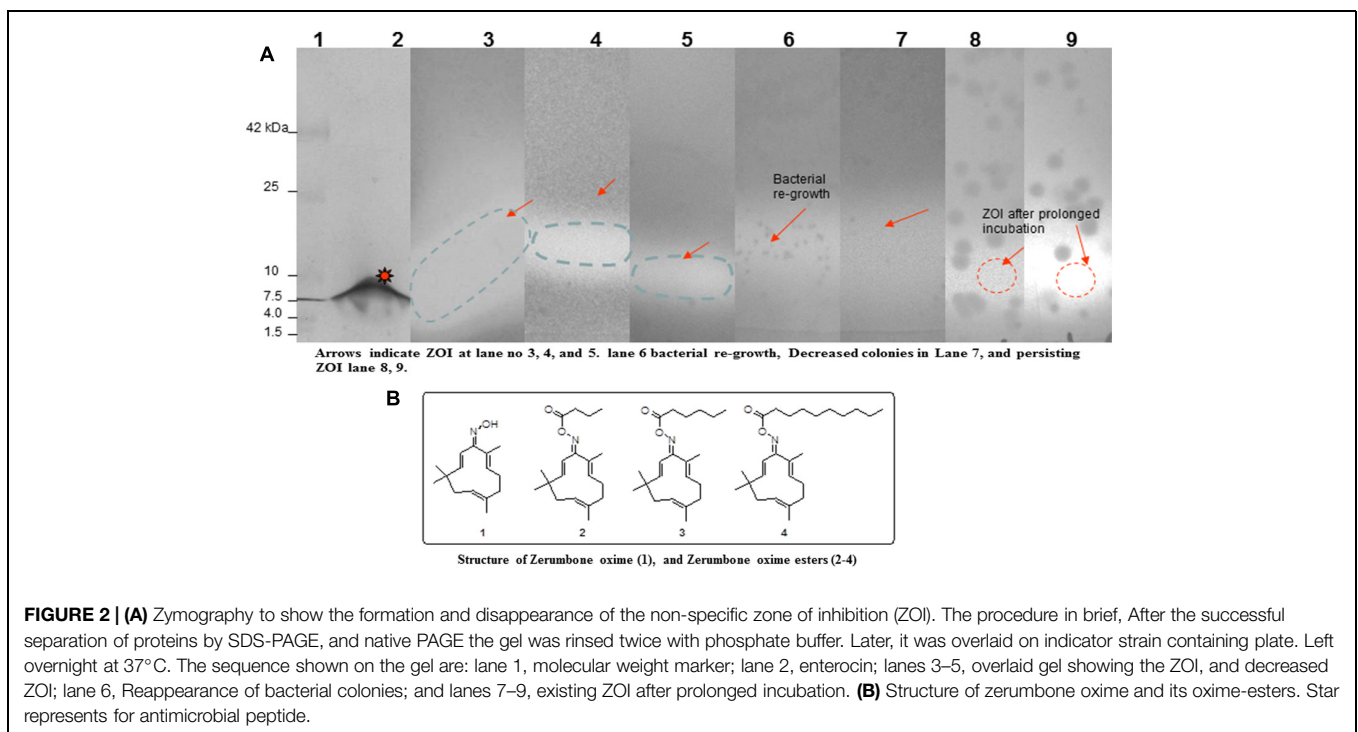 1 2 3 4 5 6 7 8 9
A
42 kDa
25
10
7.5
4.0
1.5
Bacterial
re-growth
ZOI after prolonged
incubation
Arrows indicate ZOI at lane no 3, 4, and 5. lane 6 bacterial re-growth, Decreased colonies in Lane 7, and persisting
ZOI lane 8, 9.
B
N OH
O O N
O O N
O O N
1 2 3 4
Structure of Zerumbone oxime (1), and Zerumbone oxime esters (2-4)
FIGURE 2 | (A) Zymography to show the formation and disappearance of the non-specific zone of inhibition (ZOI). The procedure in brief, After the successful
separation of proteins by SDS-PAGE, and native PAGE the gel was rinsed twice with phosphate buffer. Later, it was overlaid on indicator strain containing plate. Left
overnight at 37°C. The sequence shown on the gel are: lane 1, molecular weight marker; lane 2, enterocin; lanes 3–5, overlaid gel showing the ZOI, and decreased
ZOI; lane 6, Reappearance of bacterial colonies; and lanes 7–9, existing ZOI after prolonged incubation. (B) Structure of zerumbone oxime and its oxime-esters. Star
represents for antimicrobial peptide.